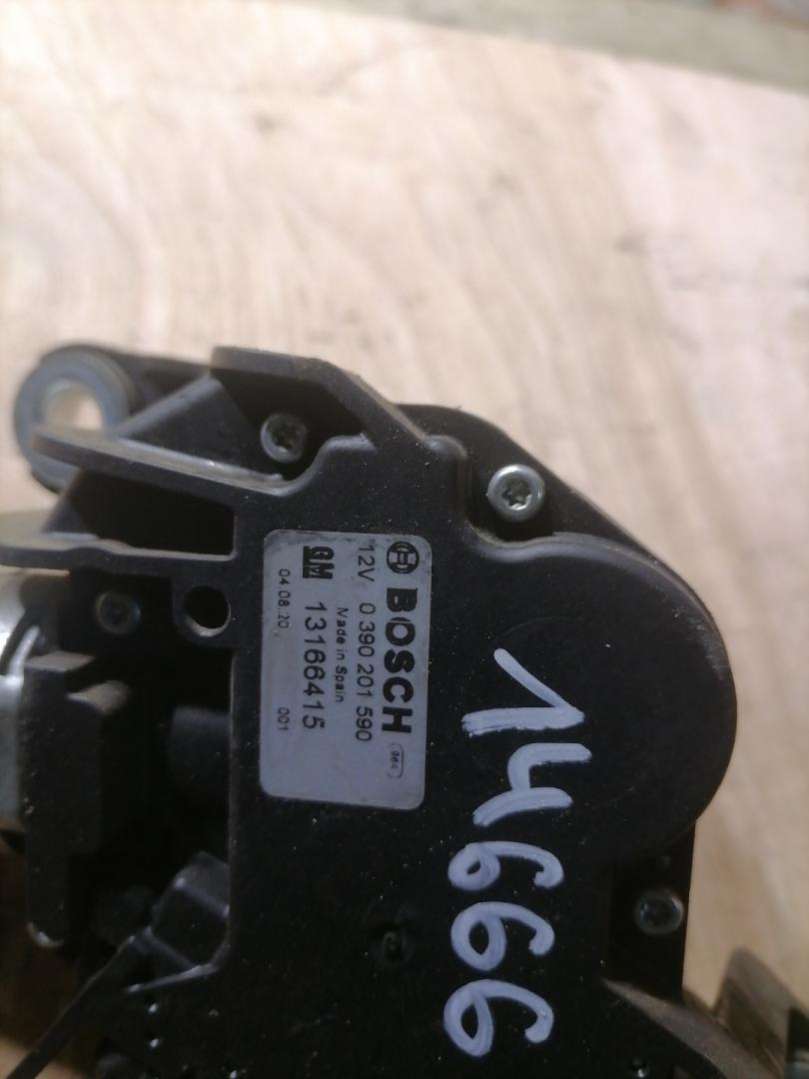 BOSCH
12V 0 390 201 590
Made in Spain
GM 13166415
04.08.20 001
14666